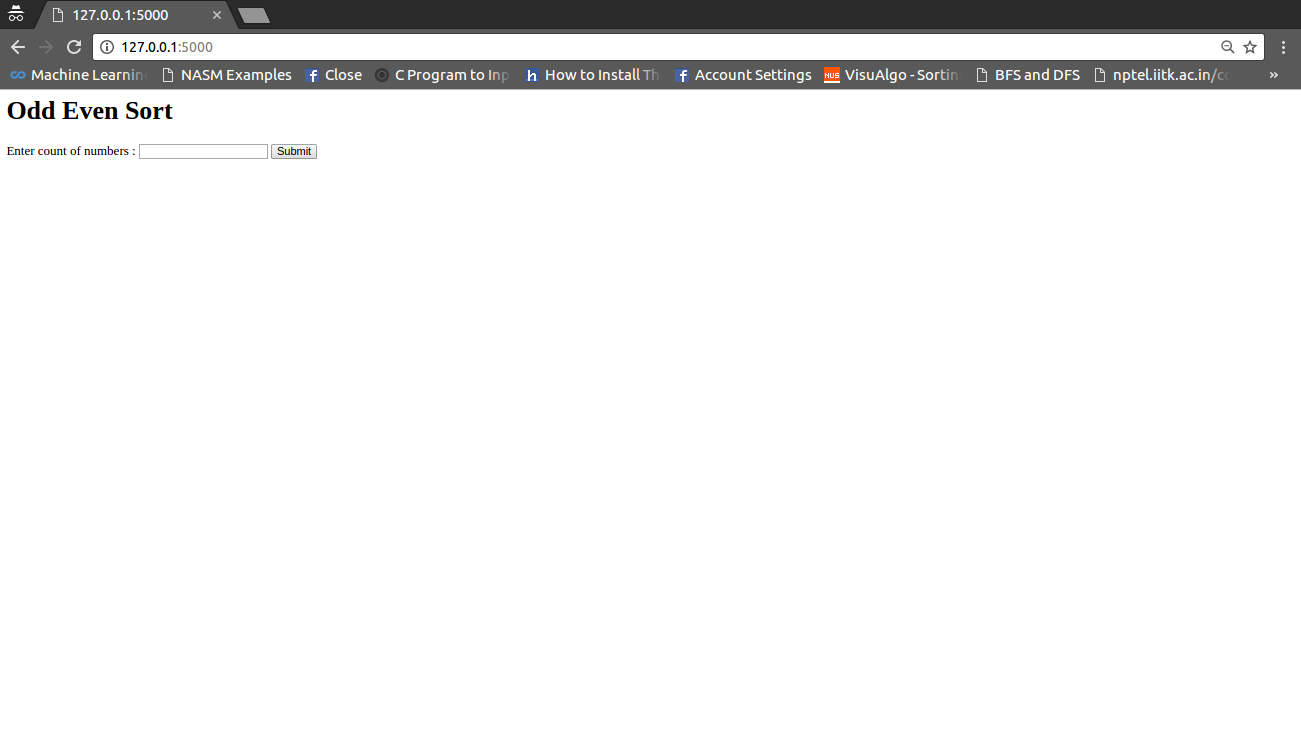 127.0.0.1:5000
127.0.0.1:5000
Machine Learning NASM Examples f Close C Program to Inp h How to Install Th f Account Settings NUS VisuAlgo - Sortin BFS and DFS nptel.iitk.ac.in/co »
Odd Even Sort
Enter count of numbers : Submit